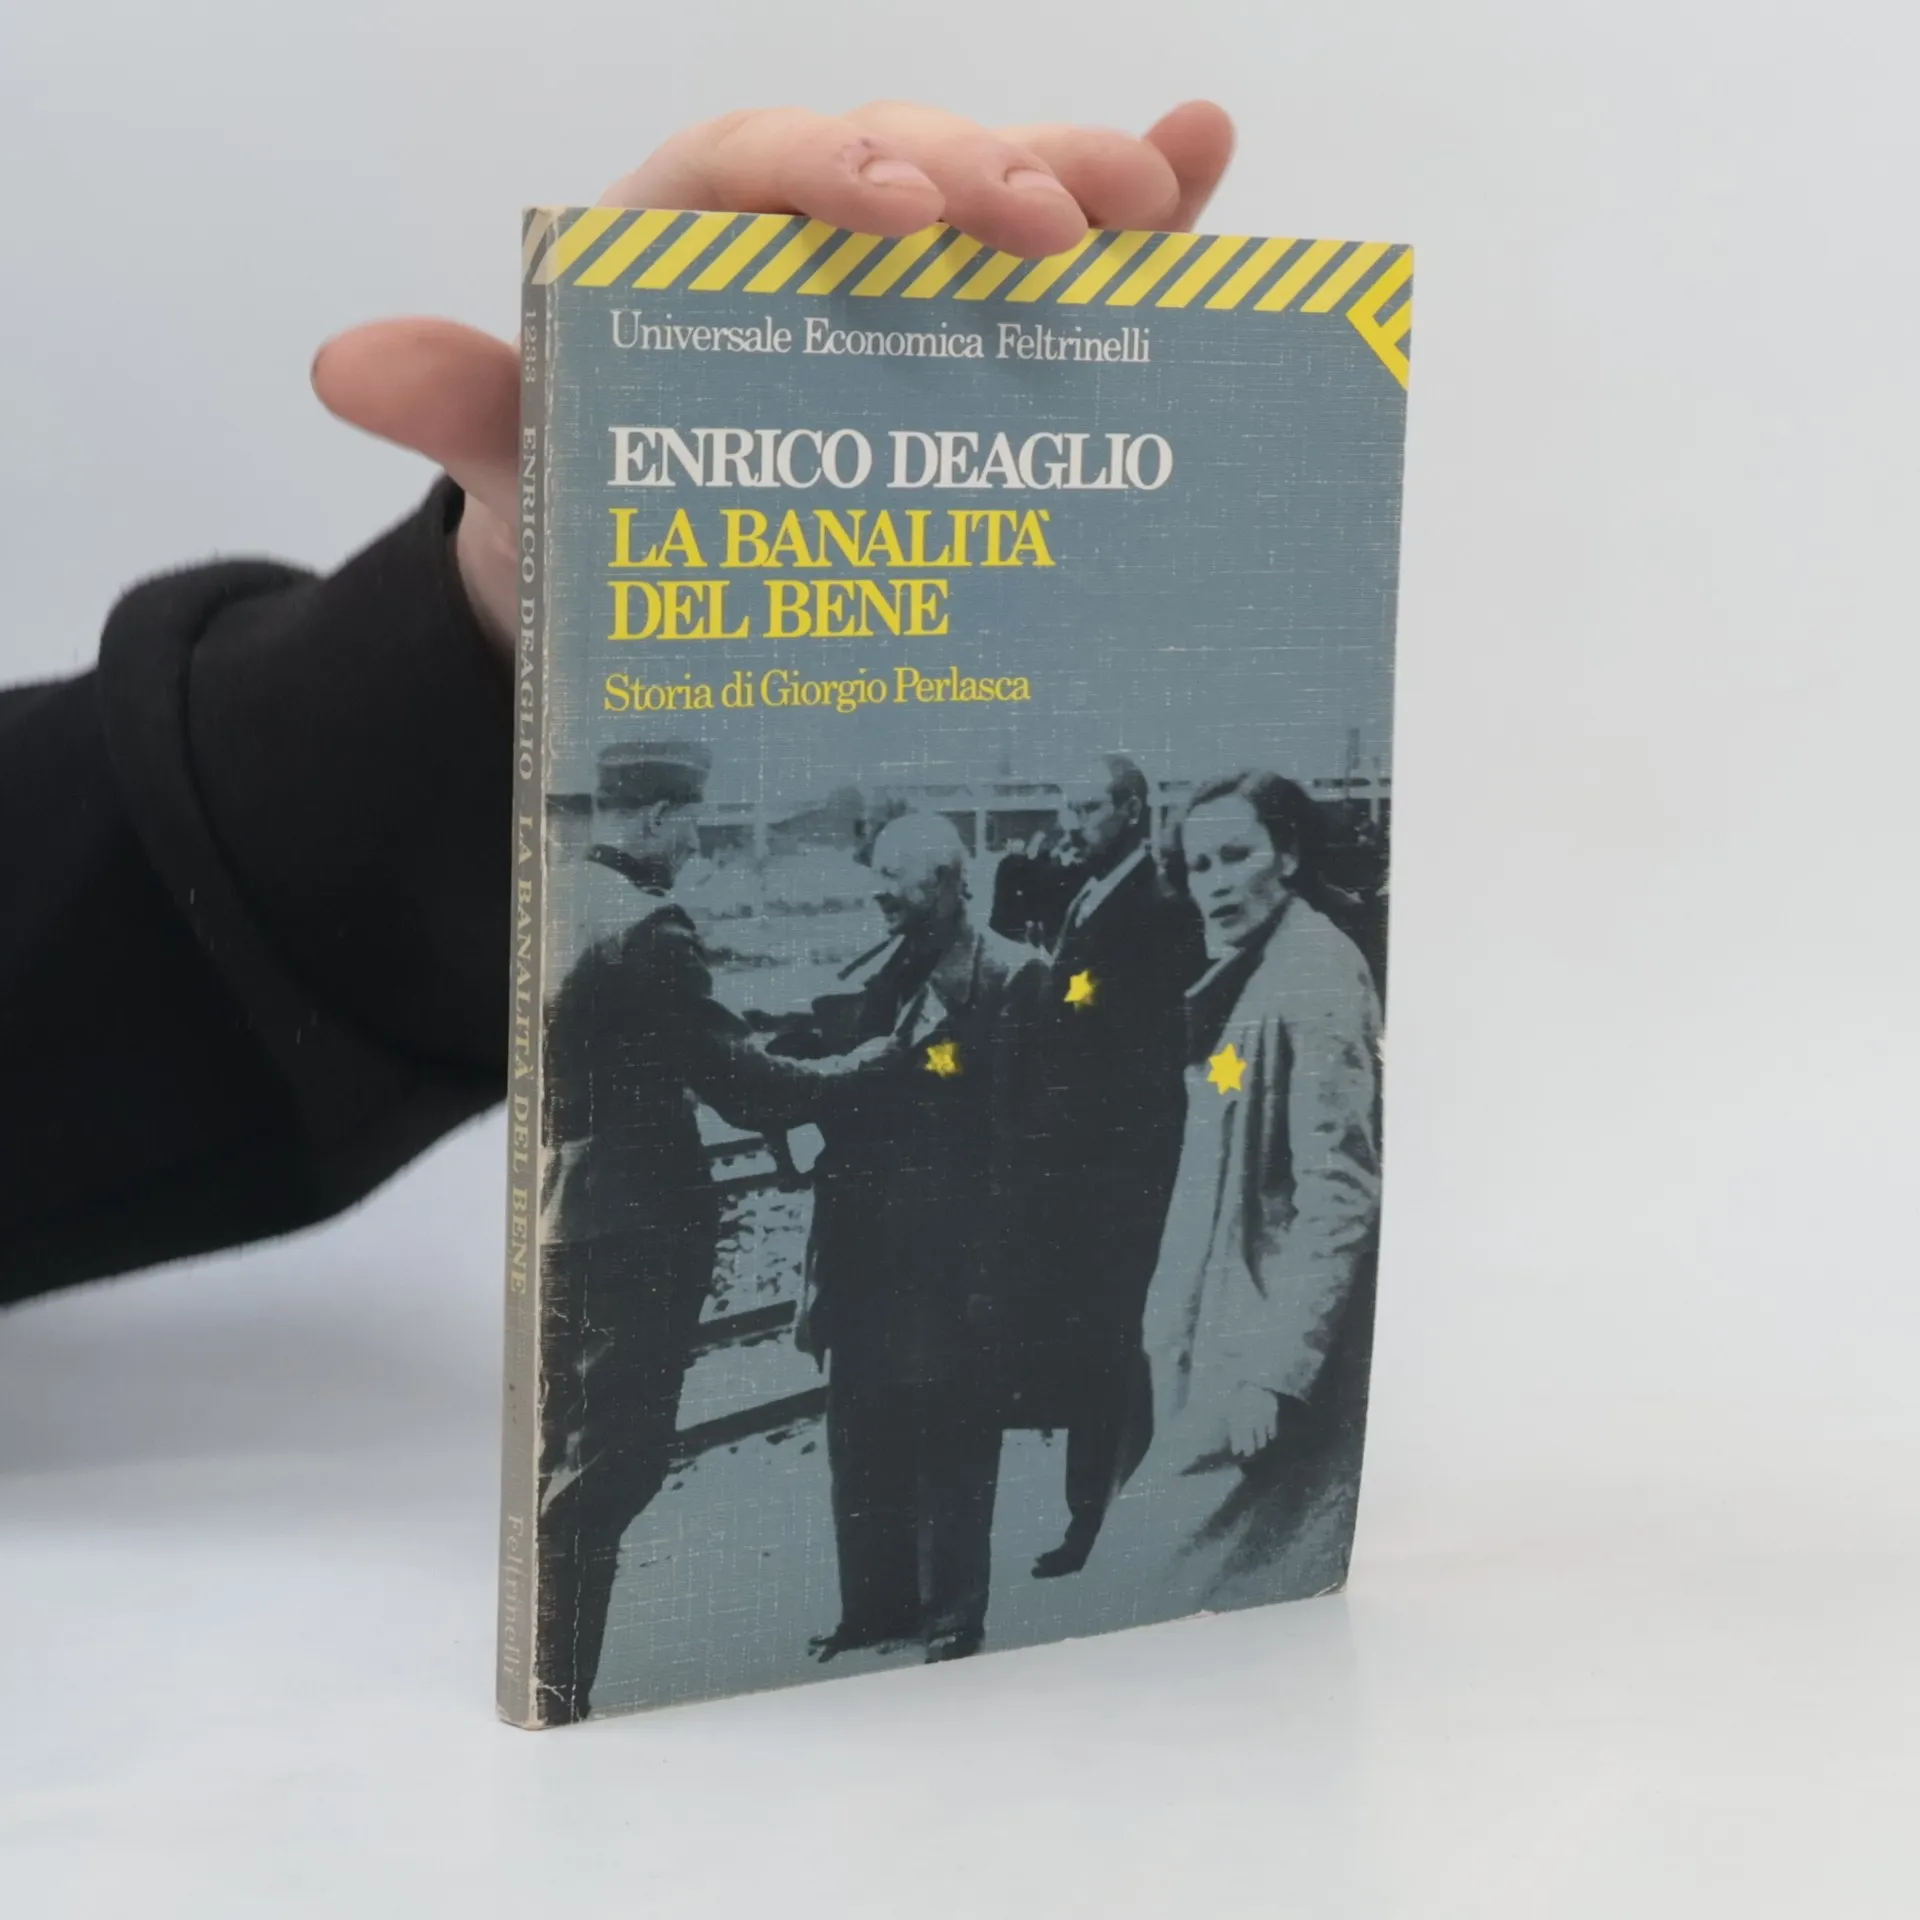 Universale Economica Feltrinelli
ENRICO DEAGLIO
LA BANALITÀ
DEL BENE
Storia di Giorgio Perlasca
1233 ENRICO DEAGLIO LA BANALITÀ DEL BENE Feltrinelli